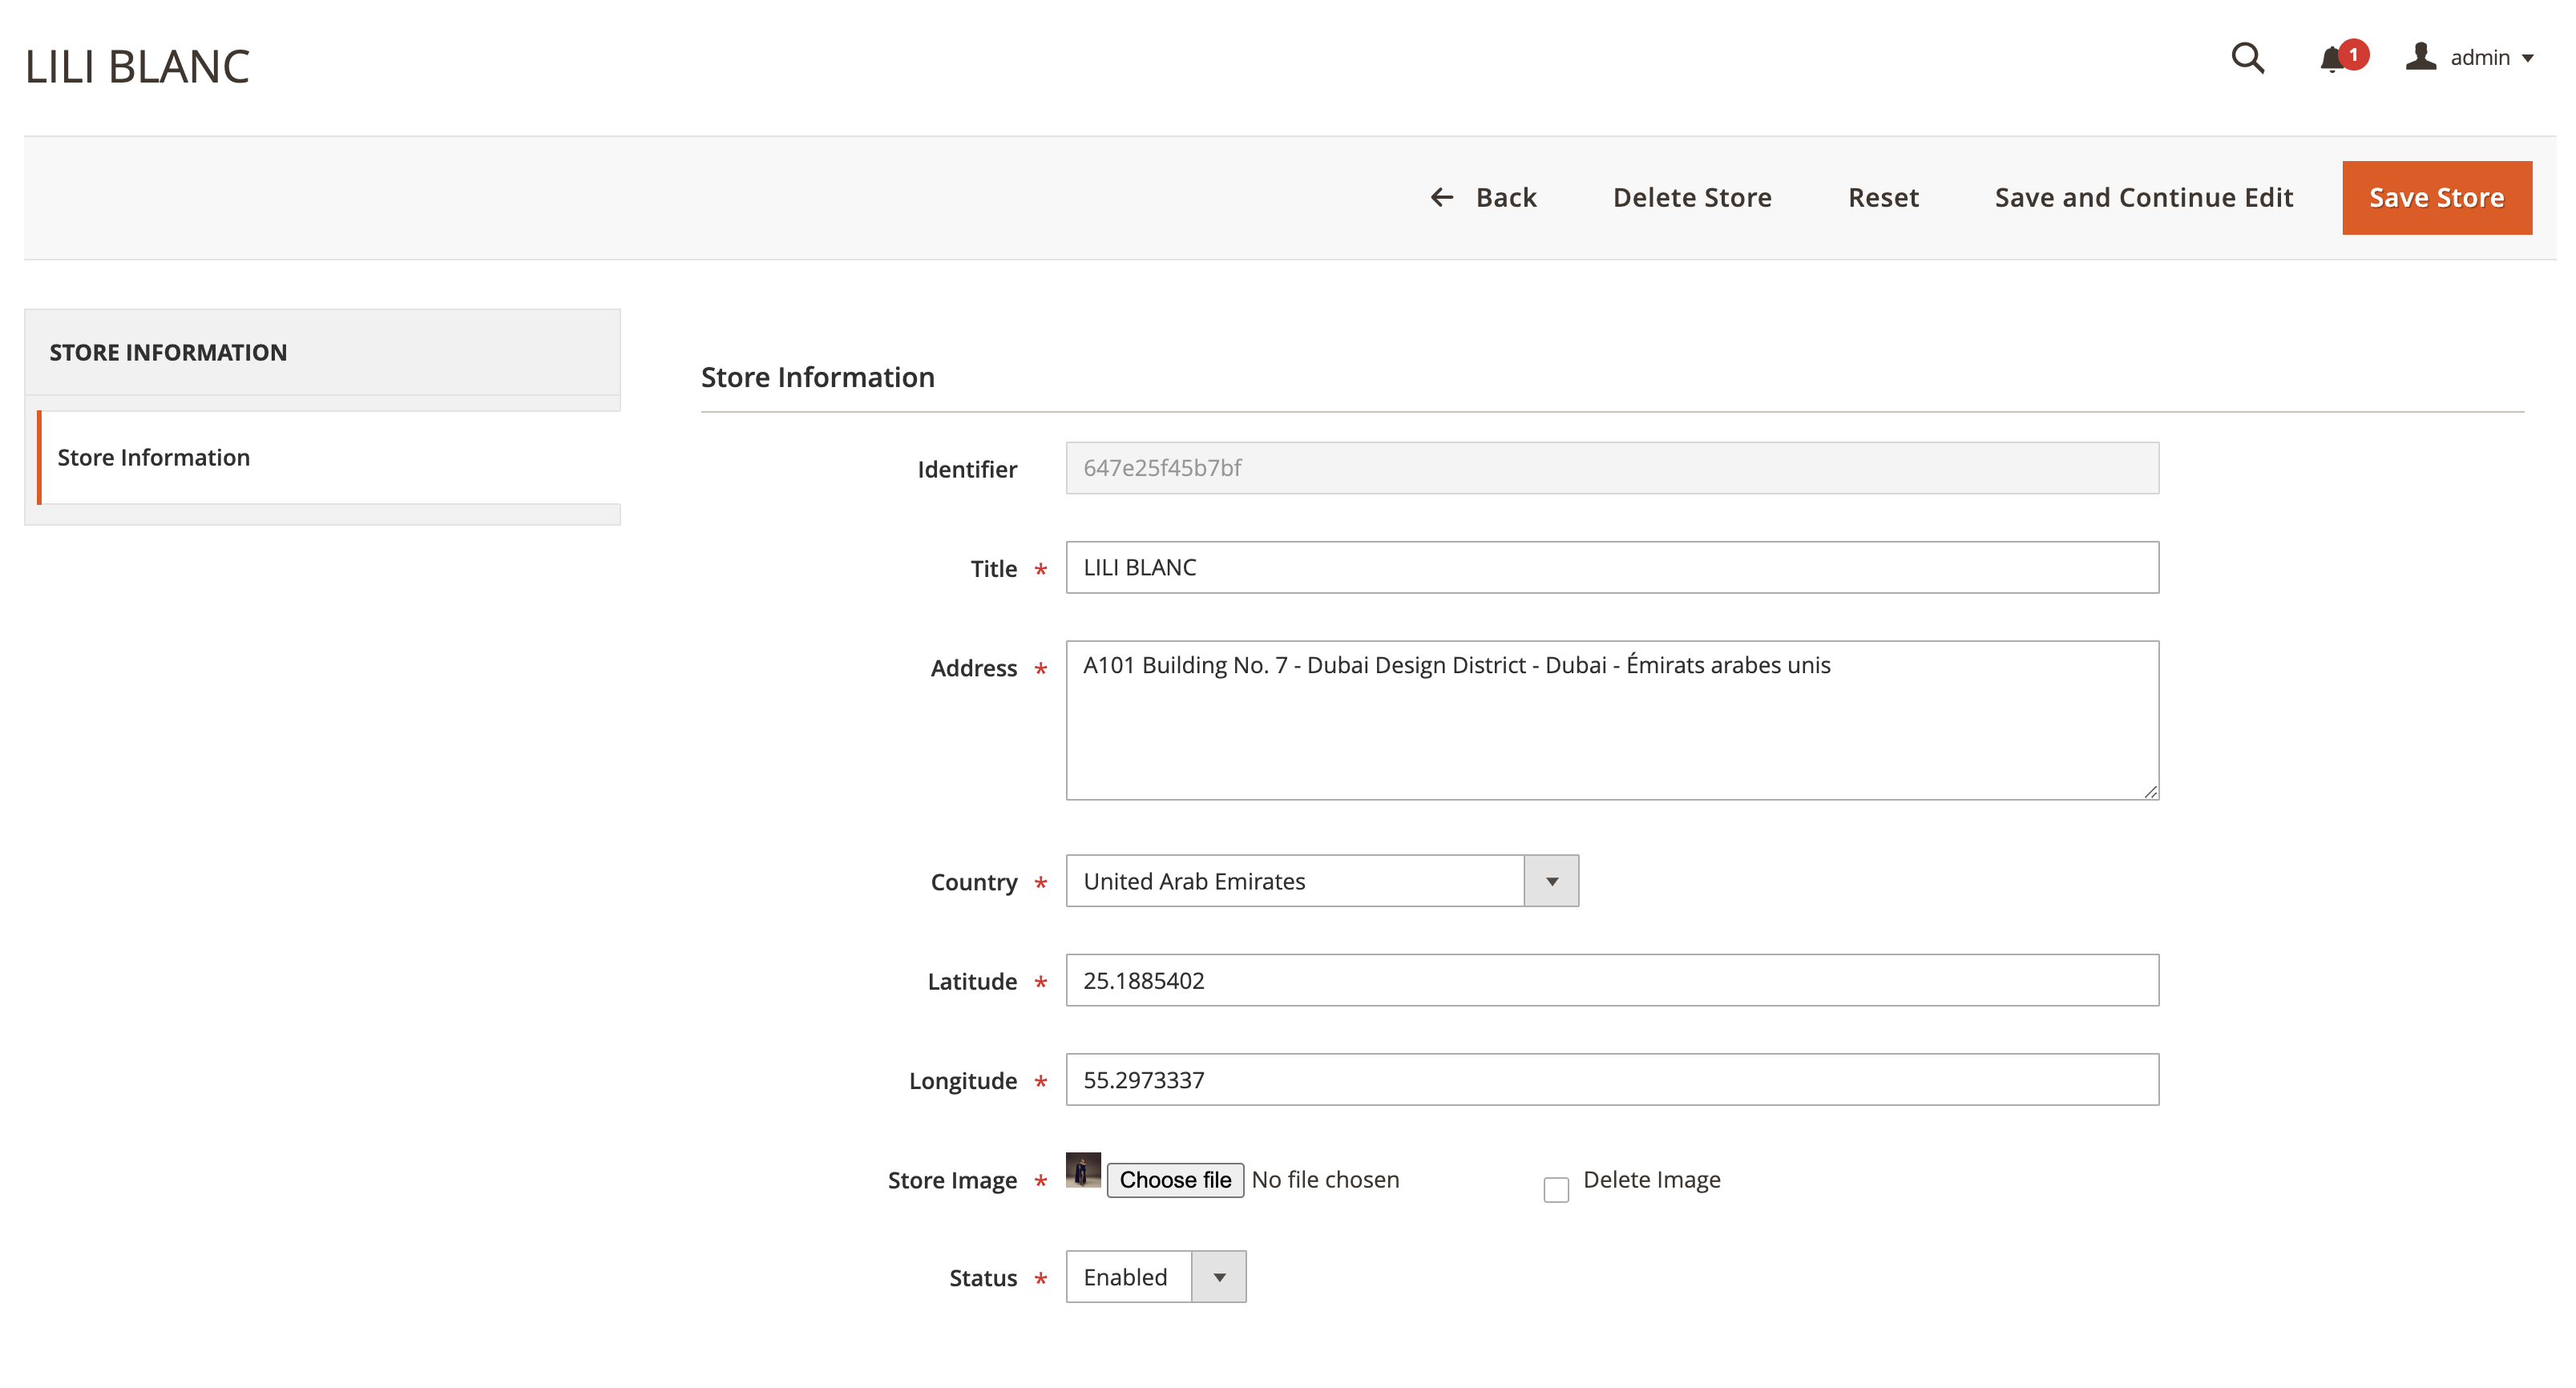 LILI BLANC
1
admin
Back
Delete Store
Reset
Save and Continue Edit
Save Store
STORE INFORMATION
Store Information
Store Information
Identifier
647e25f45b7bf
Title *
LILI BLANC
Address *
A101 Building No. 7 - Dubai Design District - Dubai - Émirats arabes unis
Country *
United Arab Emirates
Latitude *
25.1885402
Longitude *
55.2973337
Store Image *
Choose file No file chosen
Delete Image
Status *
Enabled